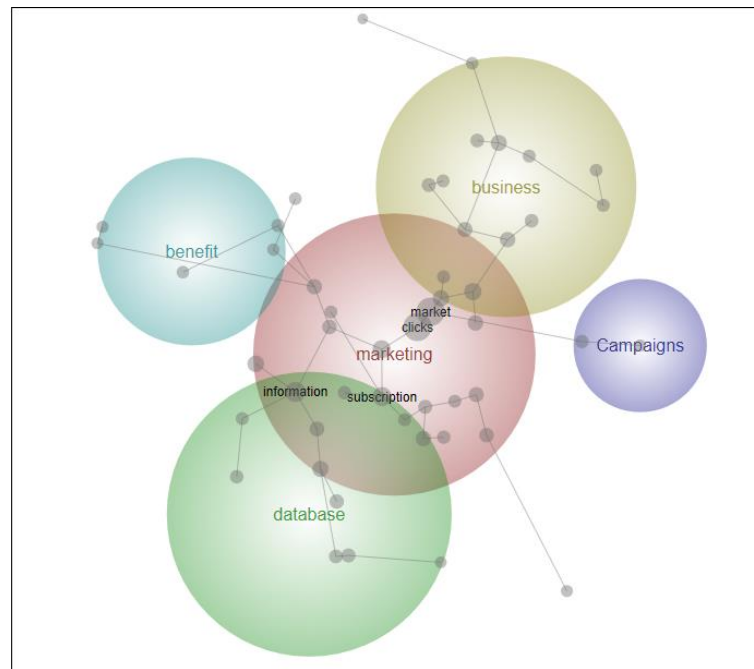 business
benefit
market
clicks
marketing
Campaigns
information
subscription
database